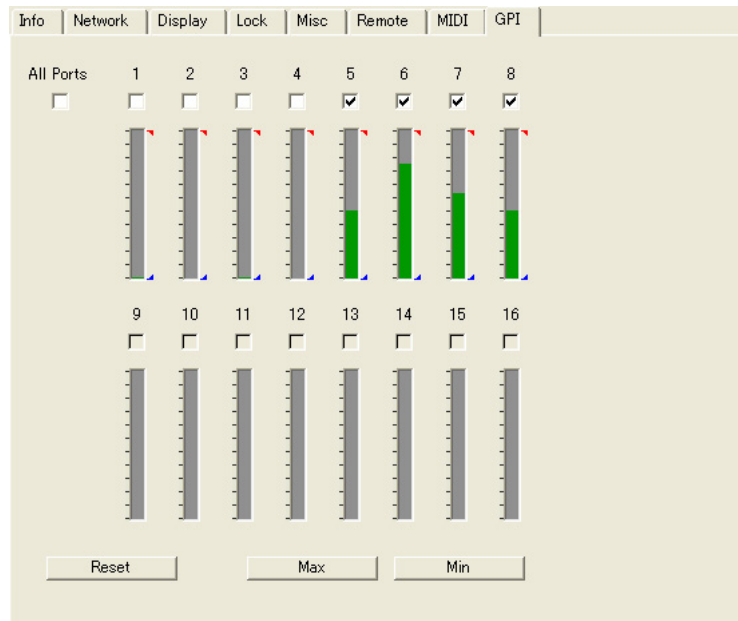 Info Network Display Lock Misc Remote MIDI GPI
All Ports 1 2 3 4 5 6 7 8
9 10 11 12 13 14 15 16
Reset Max Min